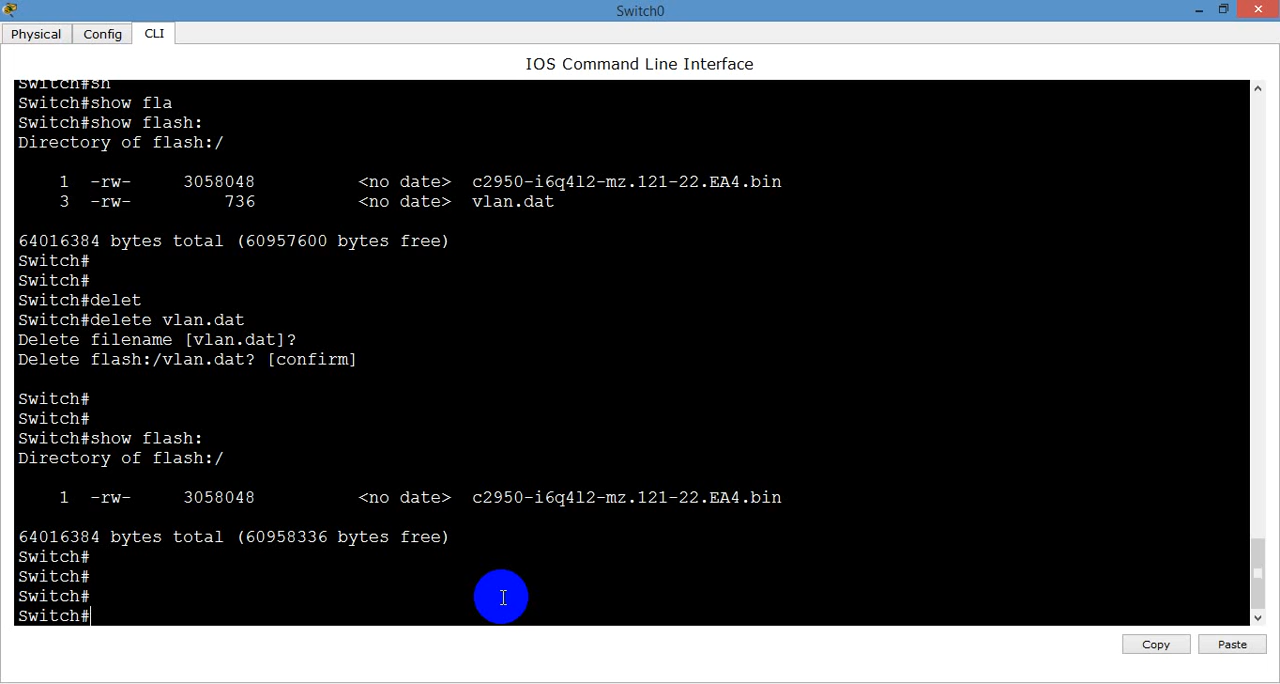 Switch0
Physical
Config
CLI
IOS Command Line Interface
Switch#sh
Switch#show fla
Switch#show flash:
Directory of flash:/
1 -rw- 3058048 <no date> c2950-i6q4l2-mz.121-22.EA4.bin
3 -rw- 736 <no date> vlan.dat
64016384 bytes total (60957600 bytes free)
Switch#
Switch#
Switch#delet
Switch#delete vlan.dat
Delete filename [vlan.dat]?
Delete flash:/vlan.dat? [confirm]
Switch#
Switch#
Switch#show flash:
Directory of flash:/
1 -rw- 3058048 <no date> c2950-i6q4l2-mz.121-22.EA4.bin
64016384 bytes total (60958336 bytes free)
Switch#
Switch#
Switch#
Switch#
Copy
Paste